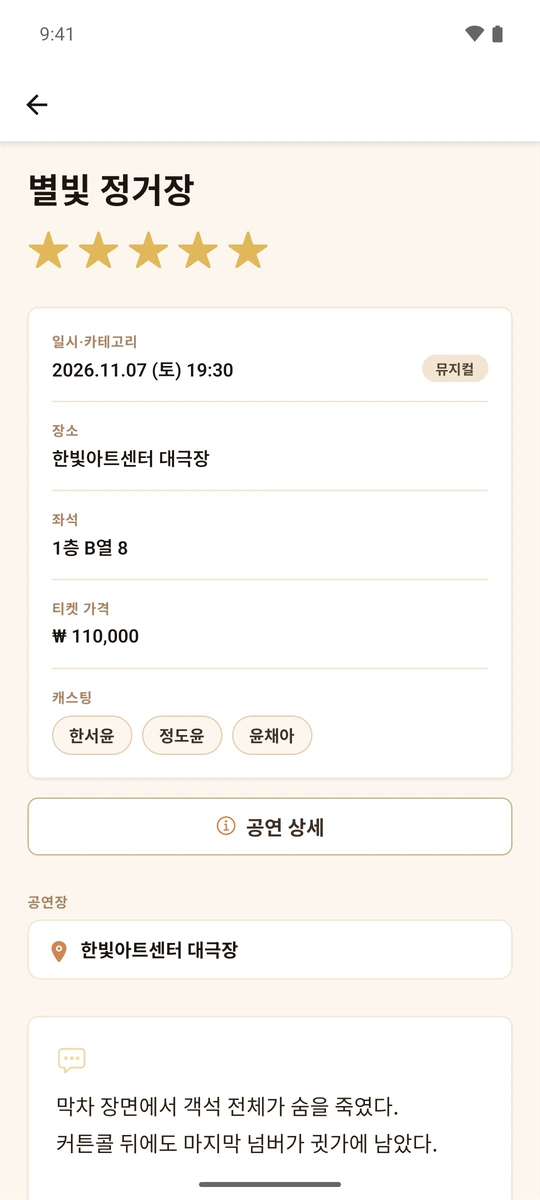 9:41
별빛 정거장
일시·카테고리
2026.11.07 (토) 19:30
뮤지컬
장소
한빛아트센터 대극장
좌석
1층 B열 8
티켓 가격
₩ 110,000
캐스팅
한서윤
정도윤
윤채아
공연 상세
공연장
한빛아트센터 대극장
막차 장면에서 객석 전체가 숨을 죽였다.
커튼콜 뒤에도 마지막 넘버가 귓가에 남았다.